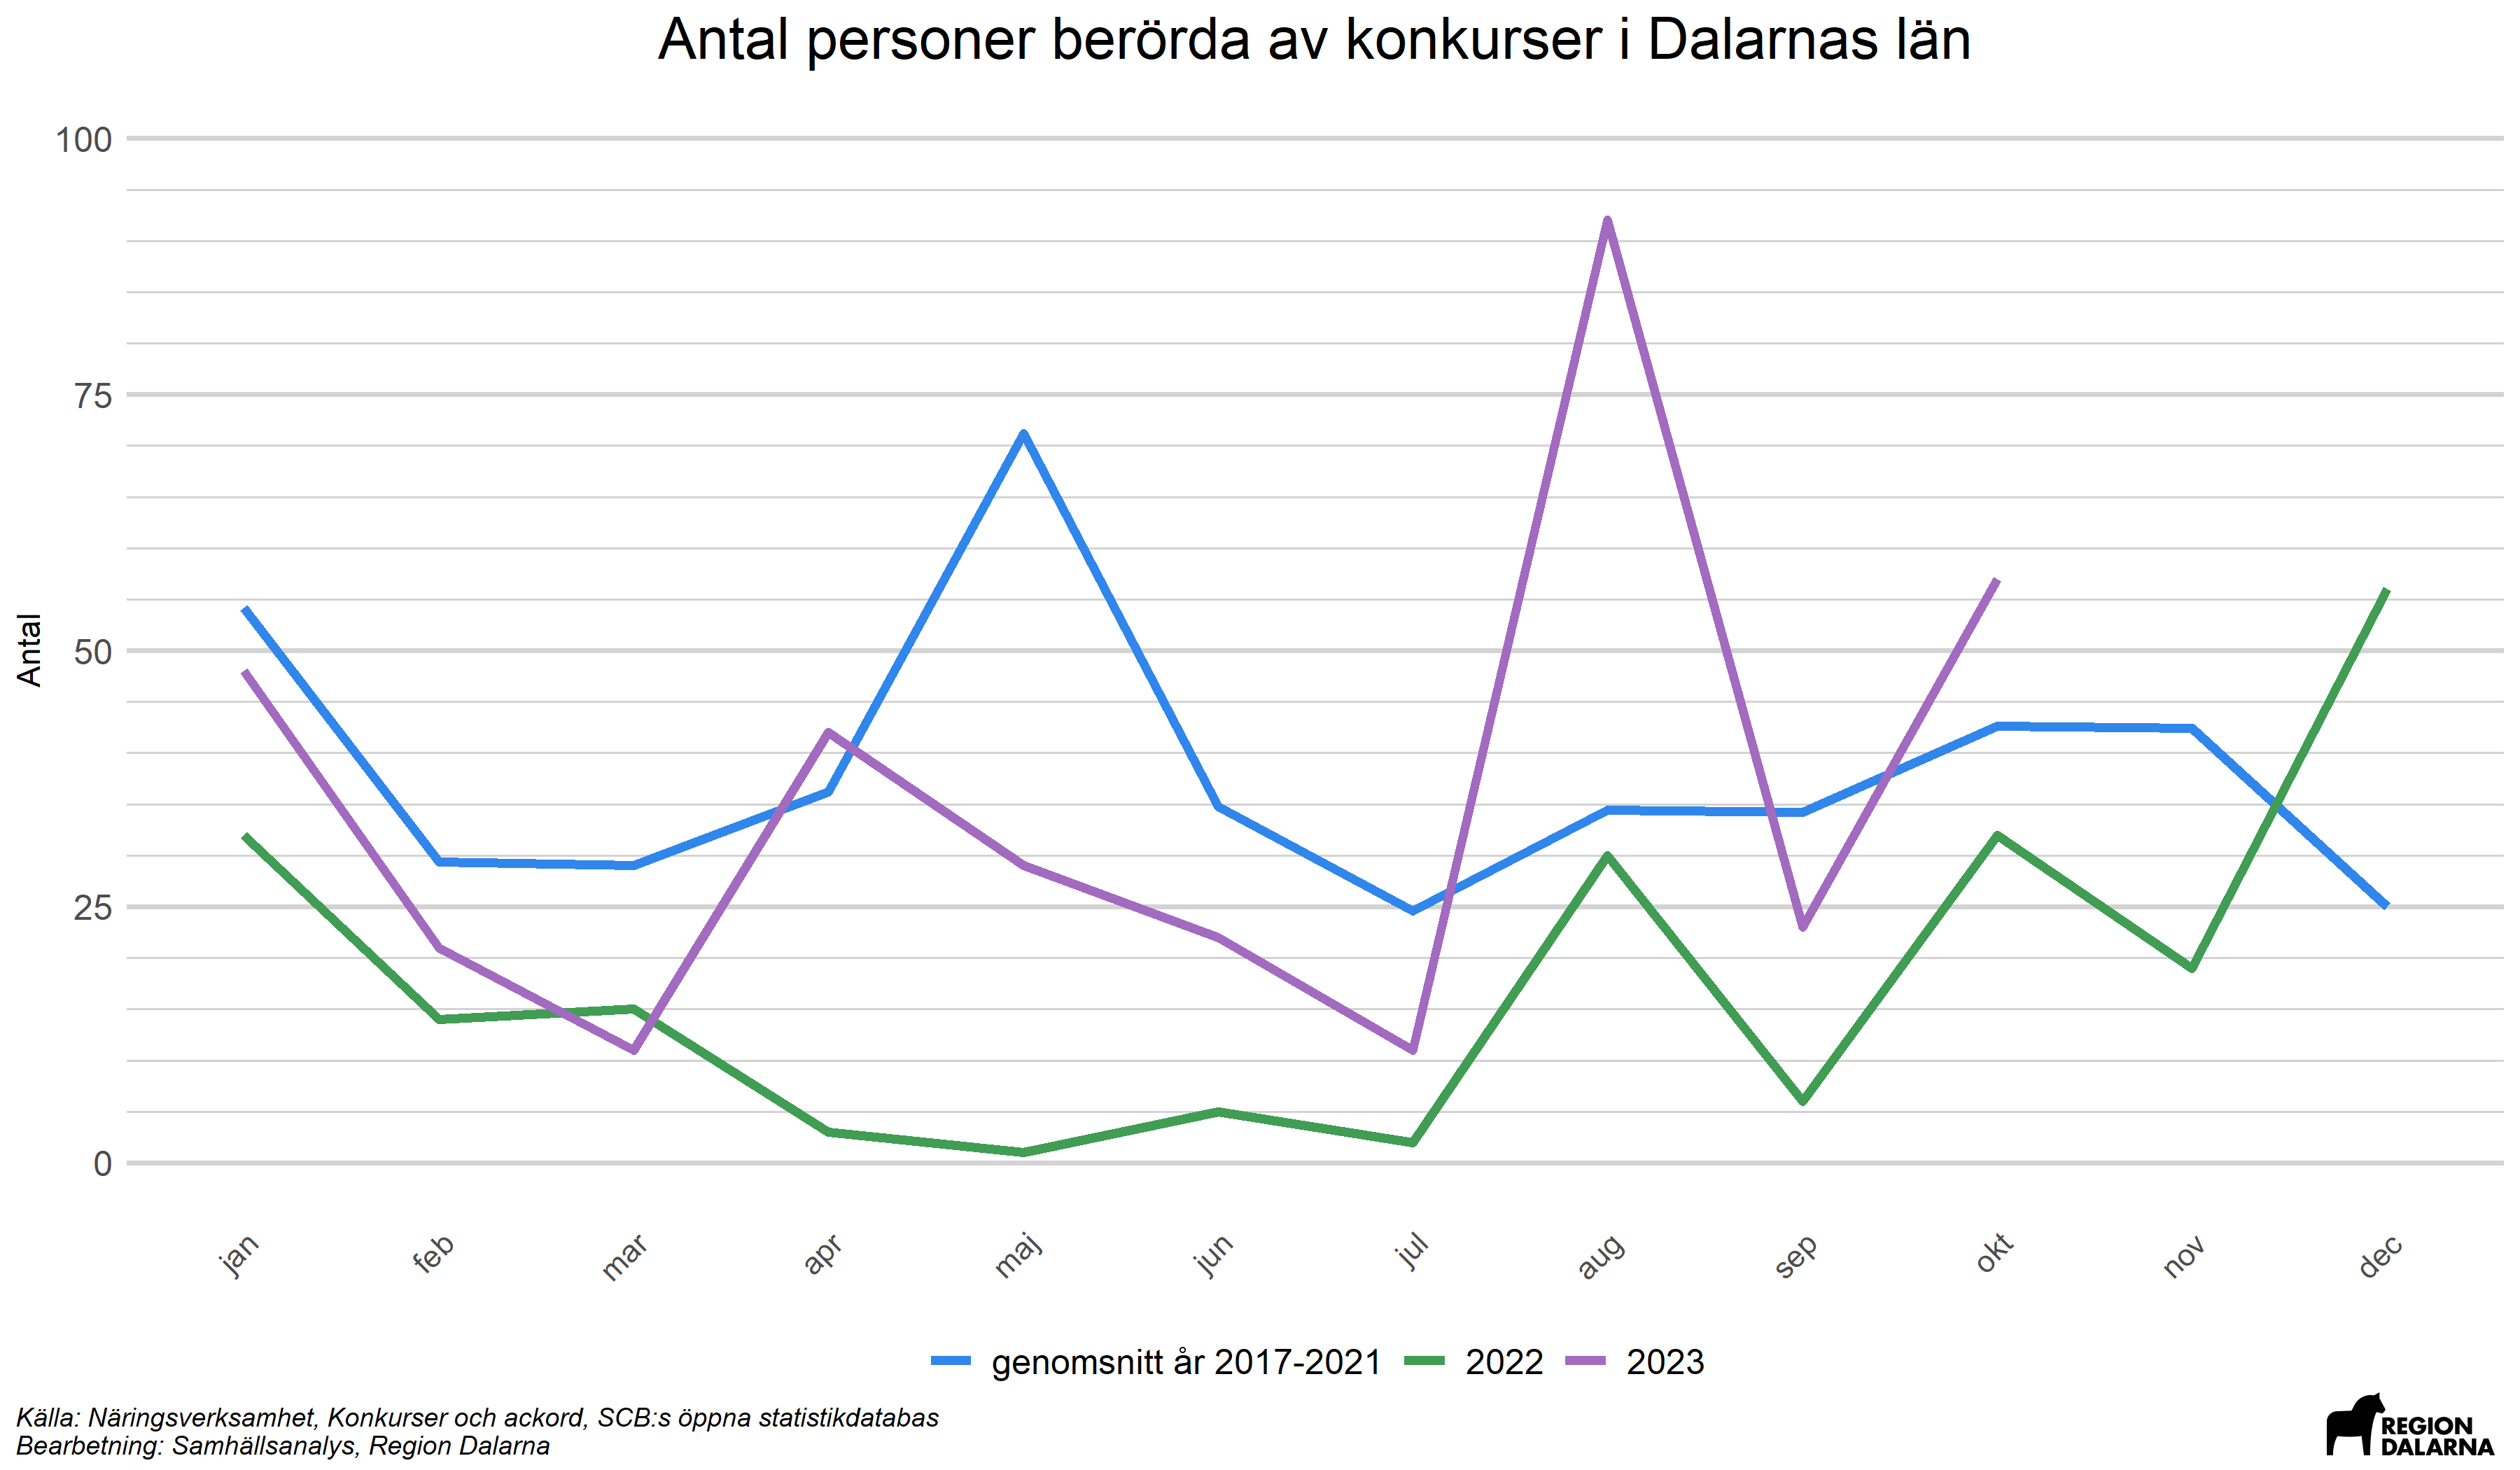 Antal personer berörda av konkurser i Dalarnas län
100
75
50
25
0
Antal
jan
feb
mar
apr
maj
jun
jul
aug
sep
okt
nov
dec
genomsnitt år 2017-2021
2022
2023
Källa: Näringsverksamhet, Konkurser och ackord, SCB:s öppna statistikdatabas
Bearbetning: Samhällsanalys, Region Dalarna
REGION
DALARNA